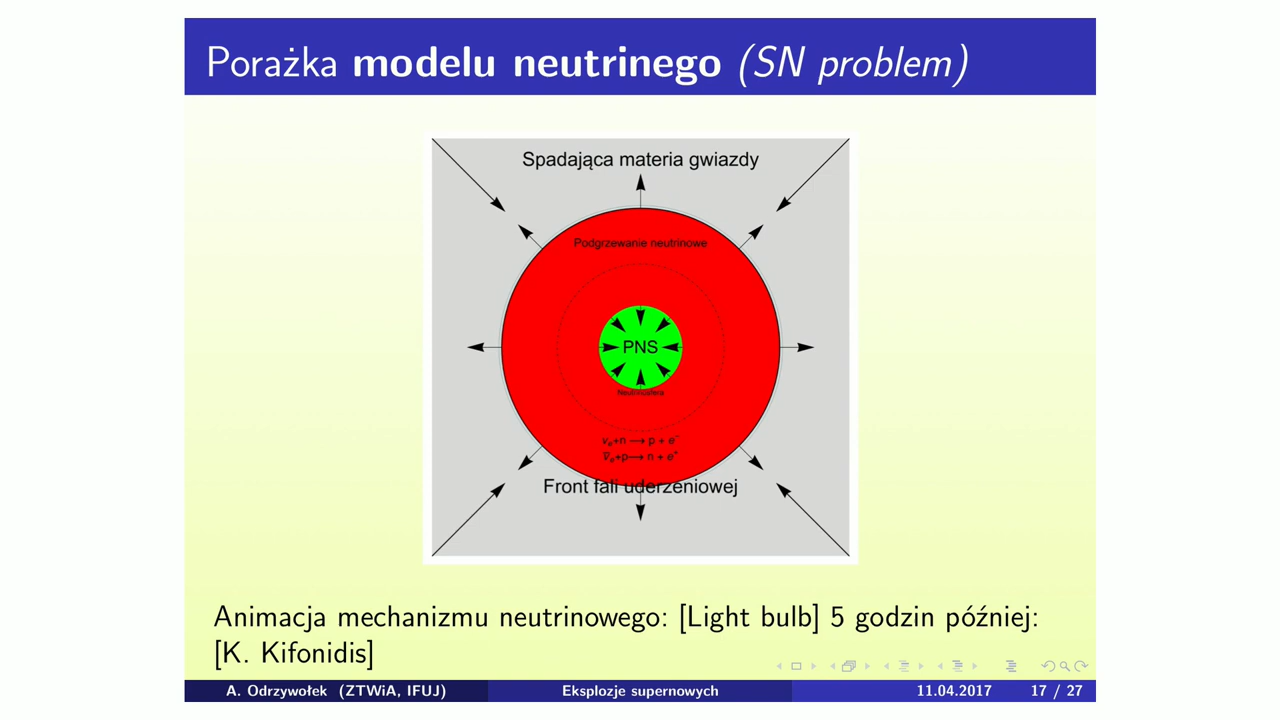 Porażka modelu neutrinego (SN problem)
Spadająca materia gwiazdy
Podgrzewanie neutrinowe
PNS
Neutrinosfera
νₑ+n ⟶ p + e⁻
ν̅ₑ+p⟶ n + e⁺
Front fali uderzeniowej
Animacja mechanizmu neutrinowego: [Light bulb] 5 godzin później:
[K. Kifonidis]
A. Odrzywołek (ZTWiA, IFUJ) Eksplozje supernowych 11.04.2017 17 / 27